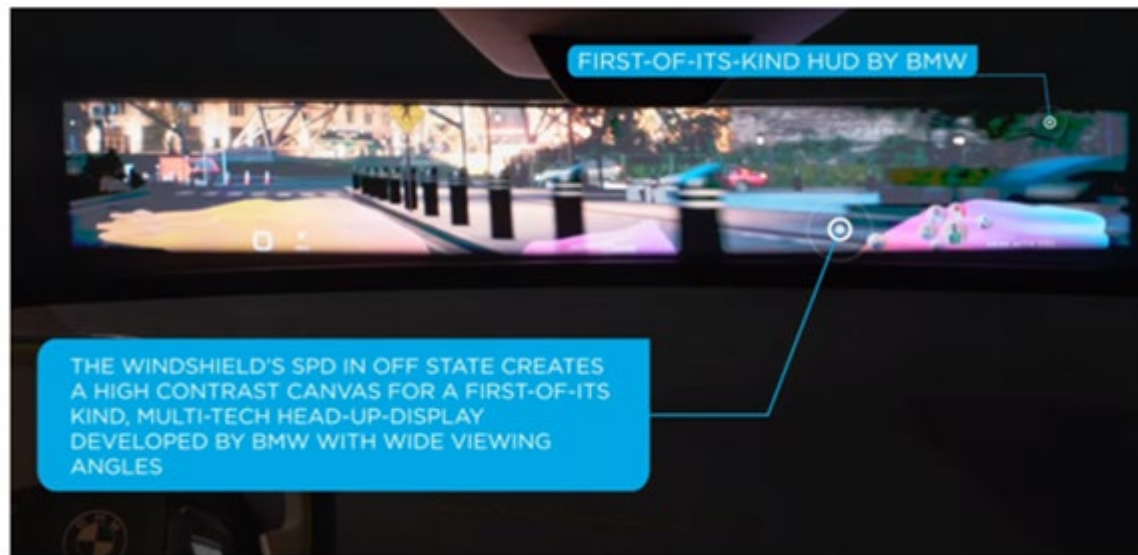 FIRST-OF-ITS-KIND HUD BY BMW
THE WINDSHIELD'S SPD IN OFF STATE CREATES
A HIGH CONTRAST CANVAS FOR A FIRST-OF-ITS
KIND, MULTI-TECH HEAD-UP-DISPLAY
DEVELOPED BY BMW WITH WIDE VIEWING
ANGLES